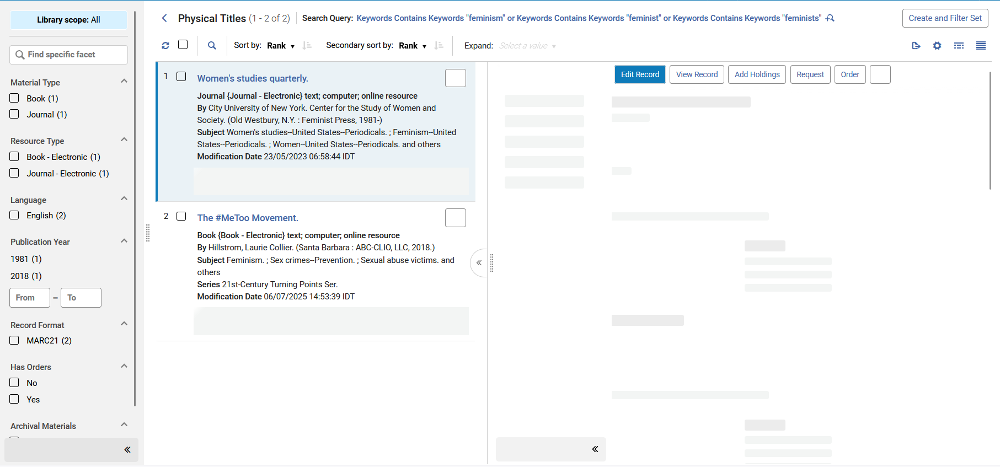 Library scope: All
Find specific facet
Material Type
Book (1)
Journal (1)
Resource Type
Book - Electronic (1)
Journal - Electronic (1)
Language
English (2)
Publication Year
1981 (1)
2018 (1)
From – To
Record Format
MARC21 (2)
Has Orders
No
Yes
Archival Materials
Physical Titles (1 - 2 of 2) Search Query: Keywords Contains Keywords "feminism" or Keywords Contains Keywords "feminist" or Keywords Contains Keywords "feminists"
Create and Filter Set
Sort by: Rank Secondary sort by: Rank Expand: Select a value
1 Women's studies quarterly.
Journal {Journal - Electronic} text; computer; online resource
By City University of New York. Center for the Study of Women and
Society. (Old Westbury, N.Y. : Feminist Press, 1981-)
Subject Women's studies--United States--Periodicals. ; Feminism--United
States--Periodicals. ; Women--United States--Periodicals. and others
Modification Date 23/05/2023 06:58:44 IDT
2 The #MeToo Movement.
Book {Book - Electronic} text; computer; online resource
By Hillstrom, Laurie Collier. (Santa Barbara : ABC-CLIO, LLC, 2018.)
Subject Feminism. ; Sex crimes--Prevention. ; Sexual abuse victims. and
others
Series 21st-Century Turning Points Ser.
Modification Date 06/07/2025 14:53:39 IDT
Edit Record View Record Add Holdings Request Order